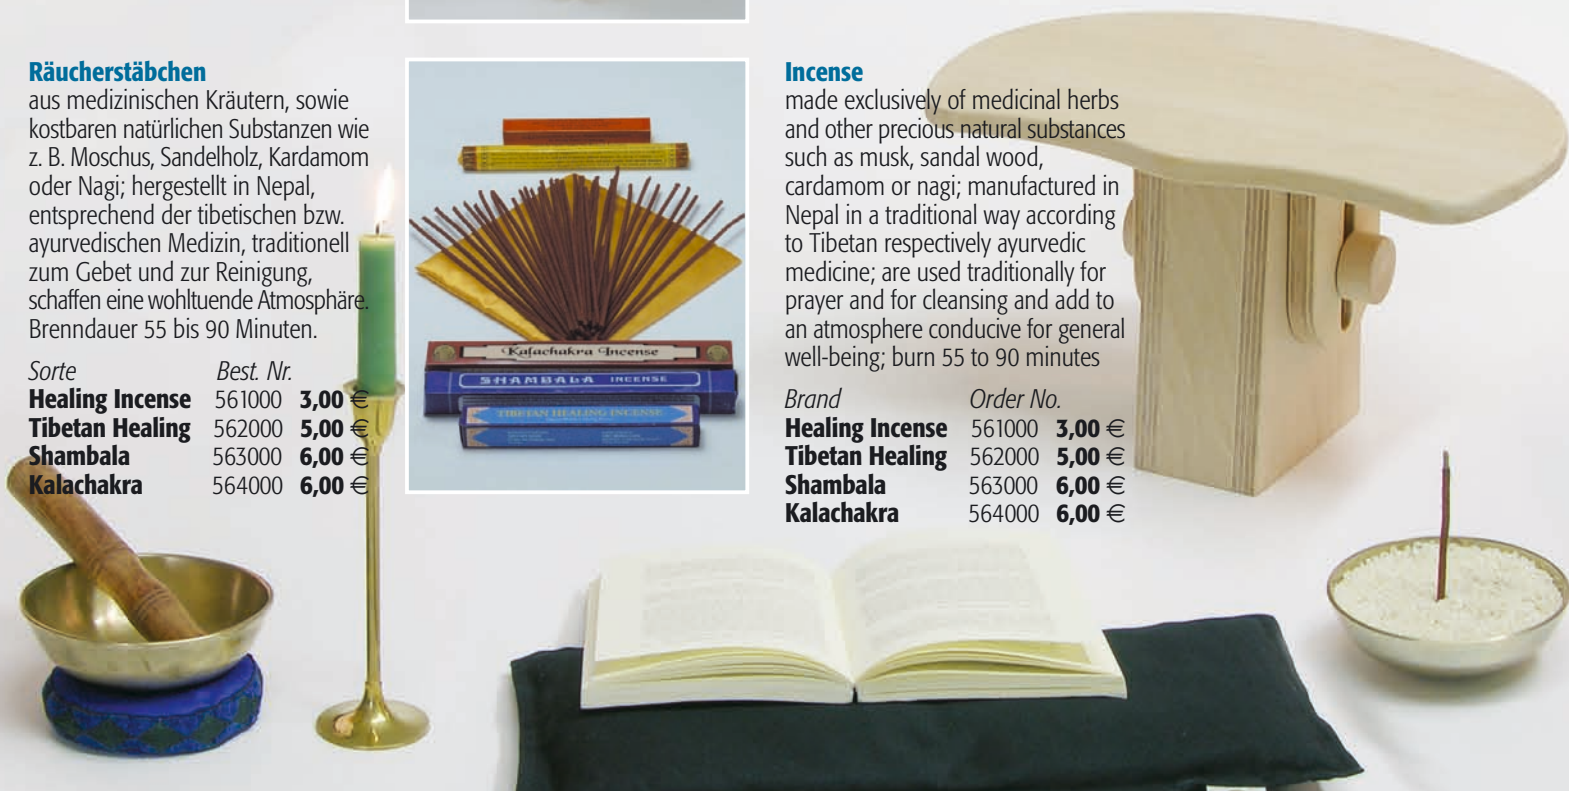 Räucherstäbchen
aus medizinischen Kräutern, sowie
kostbaren natürlichen Substanzen wie
z. B. Moschus, Sandelholz, Kardamom
oder Nagi; hergestellt in Nepal,
entsprechend der tibetischen bzw.
ayurvedischen Medizin, traditionell
zum Gebet und zur Reinigung,
schaffen eine wohltuende Atmosphäre.
Brenndauer 55 bis 90 Minuten.
Sorte Best. Nr.
Healing Incense 561000 3,00 €
Tibetan Healing 562000 5,00 €
Shambala 563000 6,00 €
Kalachakra 564000 6,00 €
Kalachakra Incense
SHAMBALA INCENSE
TIBETAN HEALING INCENSE
Incense
made exclusively of medicinal herbs
and other precious natural substances
such as musk, sandal wood,
cardamom or nagi; manufactured in
Nepal in a traditional way according
to Tibetan respectively ayurvedic
medicine; are used traditionally for
prayer and for cleansing and add to
an atmosphere conducive for general
well-being; burn 55 to 90 minutes
Brand Order No.
Healing Incense 561000 3,00 €
Tibetan Healing 562000 5,00 €
Shambala 563000 6,00 €
Kalachakra 564000 6,00 €